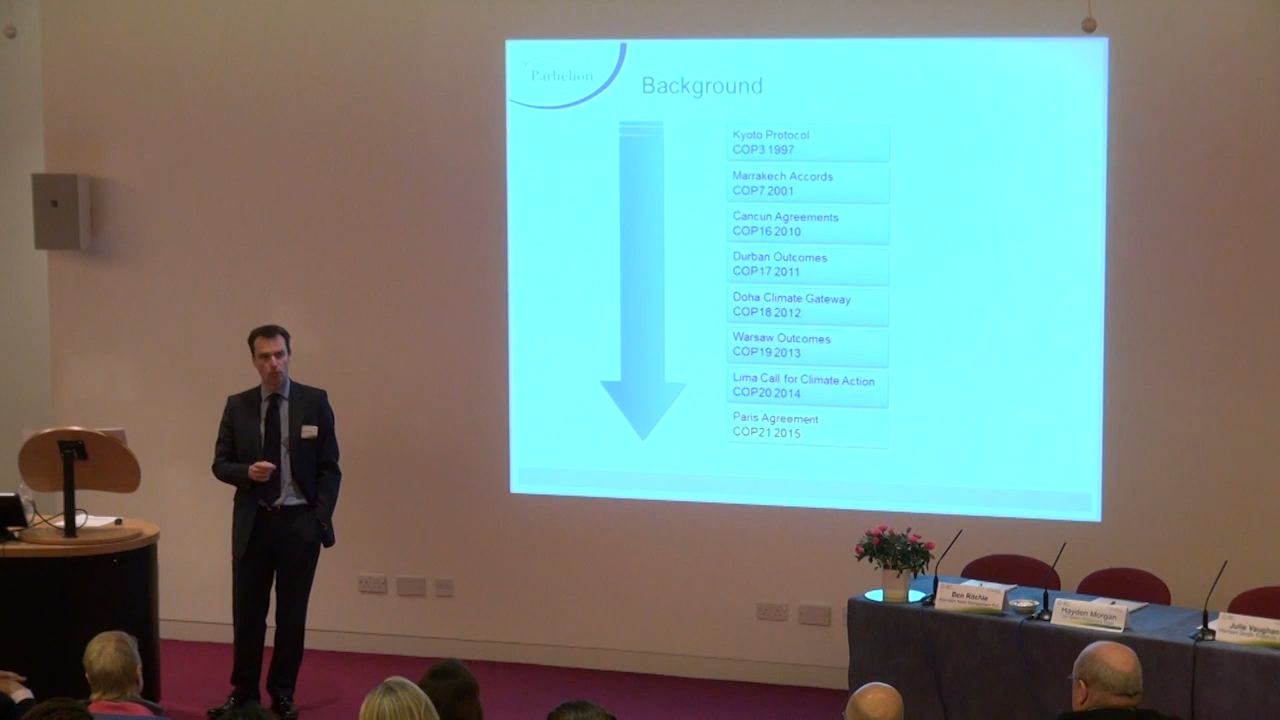 Parhelion
Background
Kyoto Protocol
COP3 1997
Marrakech Accords
COP7 2001
Cancun Agreements
COP16 2010
Durban Outcomes
COP17 2011
Doha Climate Gateway
COP18 2012
Warsaw Outcomes
COP19 2013
Lima Call for Climate Action
COP20 2014
Paris Agreement
COP21 2015
Ben Ritchie
Hayden Morgan
Julie Vaughan